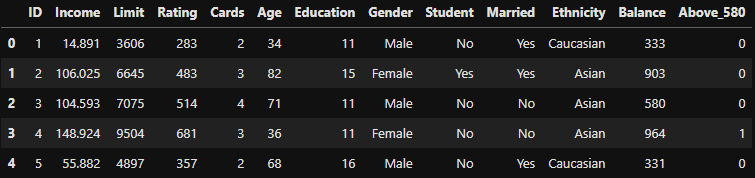 ID Income Limit Rating Cards Age Education Gender Student Married Ethnicity Balance Above_580
0 1 14.891 3606 283 2 34 11 Male No Yes Caucasian 333 0
1 2 106.025 6645 483 3 82 15 Female Yes Yes Asian 903 0
2 3 104.593 7075 514 4 71 11 Male No No Asian 580 0
3 4 148.924 9504 681 3 36 11 Female No No Asian 964 1
4 5 55.882 4897 357 2 68 16 Male No Yes Caucasian 331 0